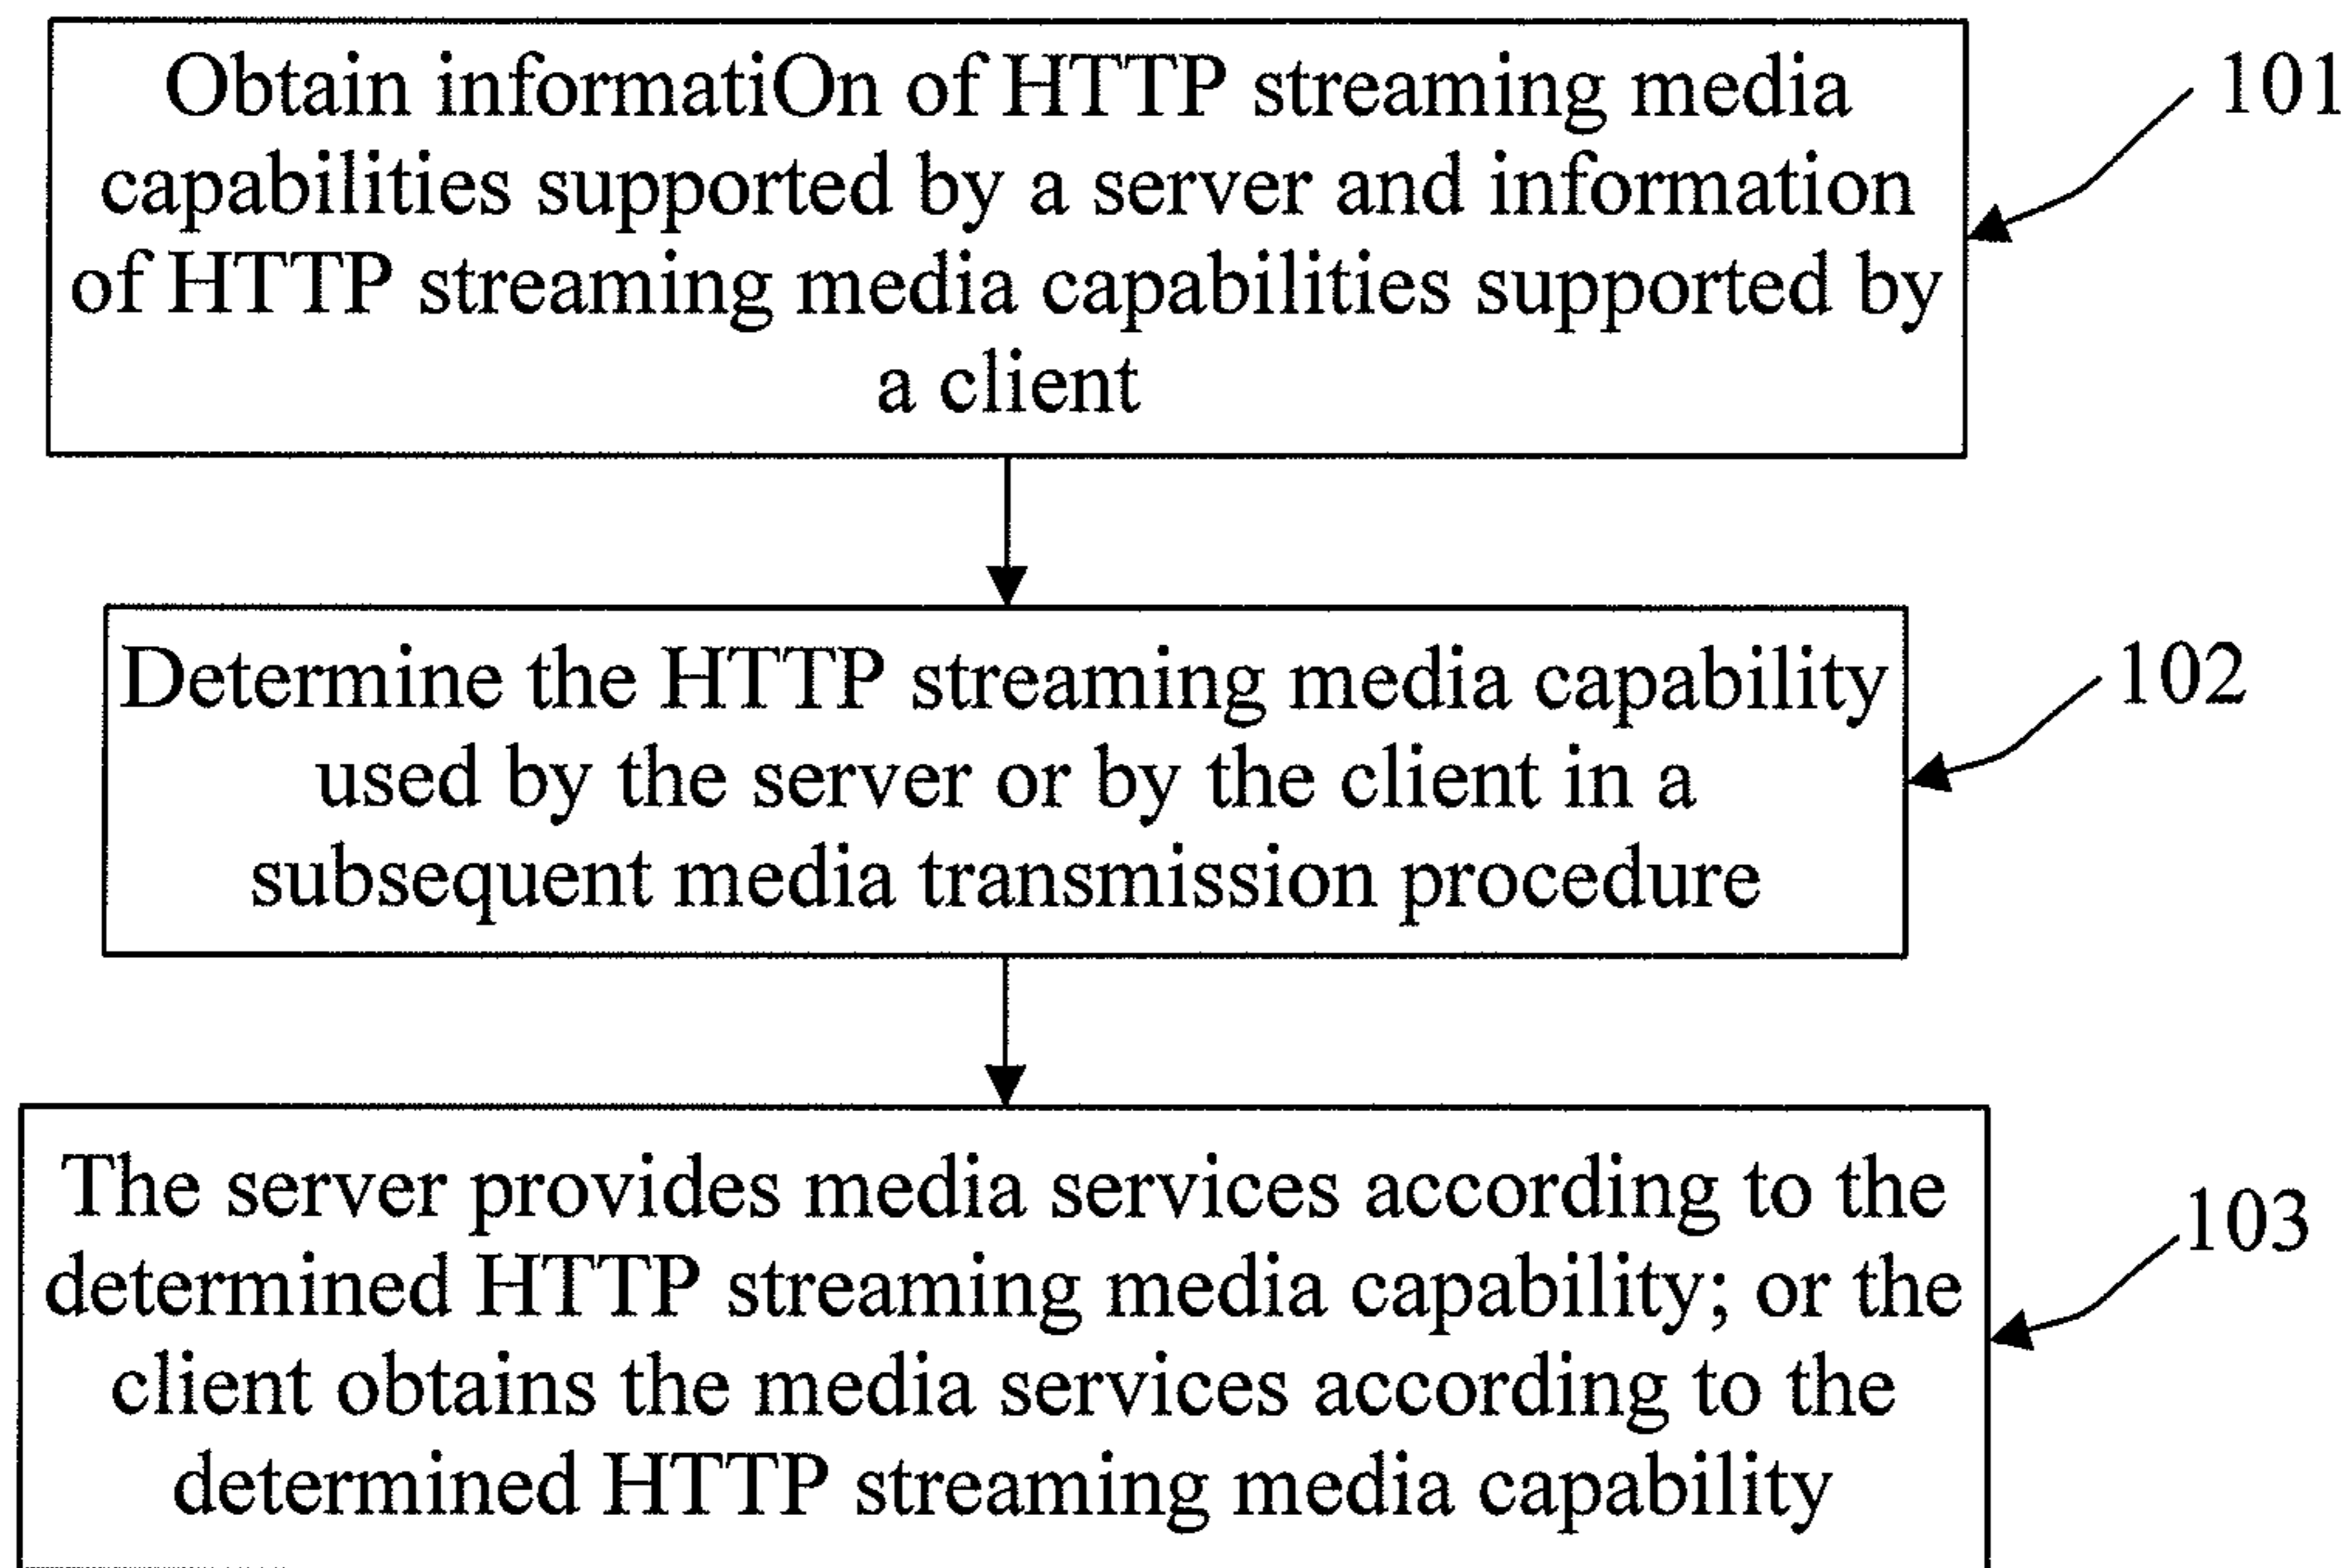 Obtain informatiOn of HTTP streaming media
capabilities supported by a server and information
of HTTP streaming media capabilities supported by
a client
101
Determine the HTTP streaming media capability
used by the server or by the client in a
subsequent media transmission procedure
102
The server provides media services according to the
determined HTTP streaming media capability; or the
client obtains the media services according to the
determined HTTP streaming media capability
103